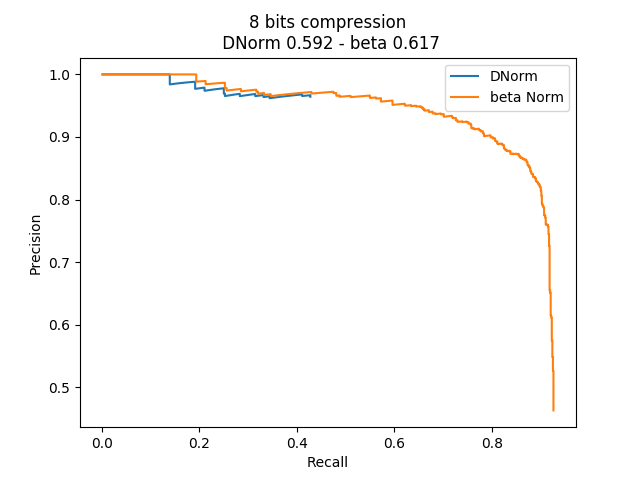 8 bits compression
DNorm 0.592 - beta 0.617
DNorm
beta Norm
Precision
1.0
0.9
0.8
0.7
0.6
0.5
0.0 0.2 0.4 0.6 0.8
Recall